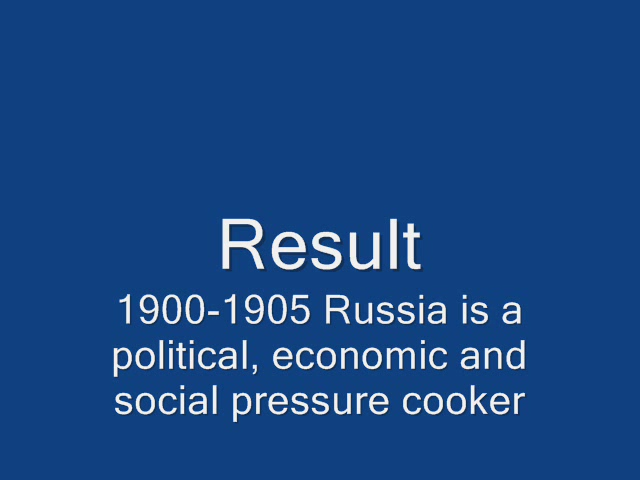 Result
1900-1905 Russia is a
political, economic and
social pressure cooker